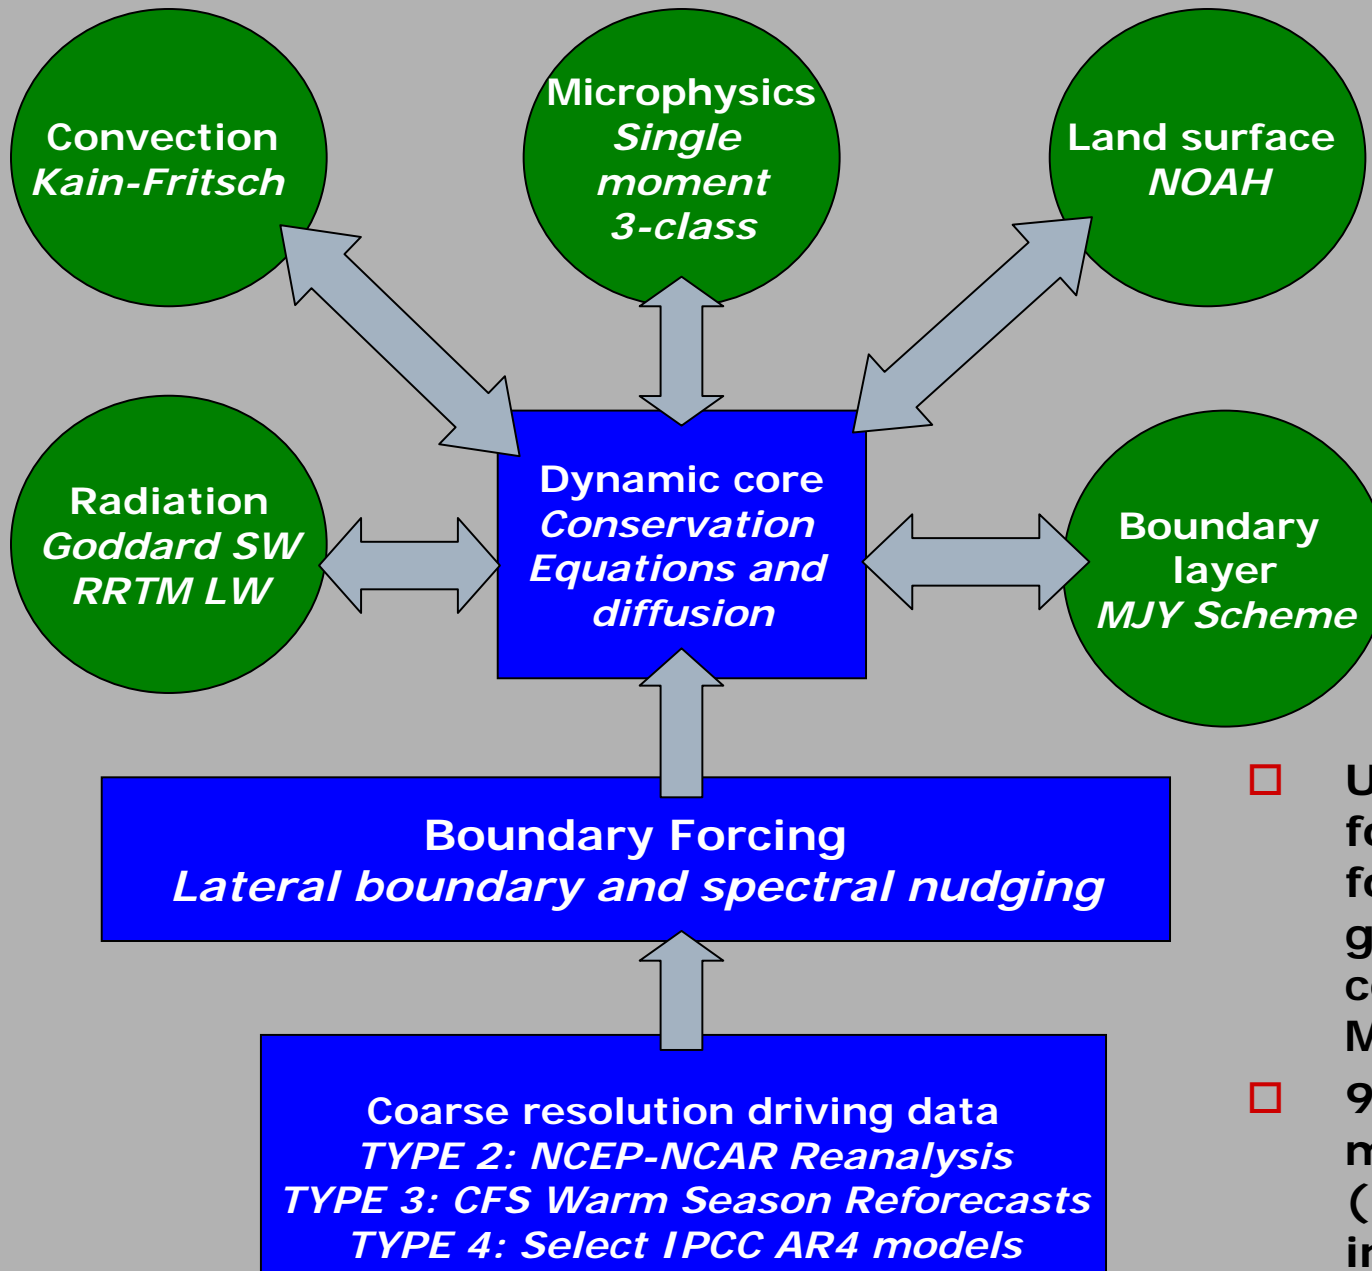 Convection
Kain-Fritsch
Microphysics
Single
moment
3-class
Land surface
NOAH
Radiation
Goddard SW
RRTM LW
Dynamic core
Conservation
Equations and
diffusion
Boundary
layer
MJY Scheme
Boundary Forcing
Lateral boundary and spectral nudging
Coarse resolution driving data
TYPE 2: NCEP-NCAR Reanalysis
TYPE 3: CFS Warm Season Reforecasts
TYPE 4: Select IPCC AR4 models